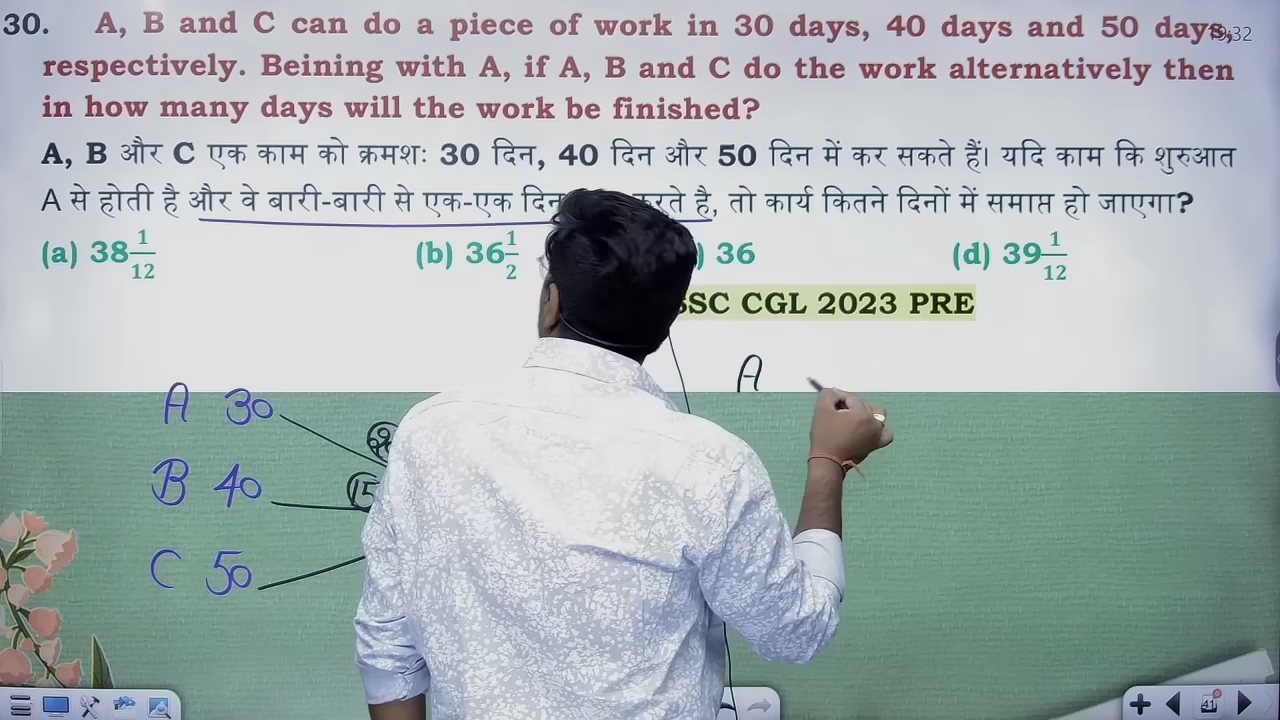 30. A, B and C can do a piece of work in 30 days, 40 days and 50 days,
respectively. Beining with A, if A, B and C do the work alternatively then
in how many days will the work be finished?
A, B और C एक काम को क्रमशः 30 दिन, 40 दिन और 50 दिन में कर सकते हैं। यदि काम कि शुरुआत
A से होती है और वे बारी-बारी से एक-एक दिन करते है, तो कार्य कितने दिनों में समाप्त हो जाएगा?
(a) 38 1/12 (b) 36 1/2 ) 36 (d) 39 1/12
SSC CGL 2023 PRE
A
A 30
B 40 15
C 50
41